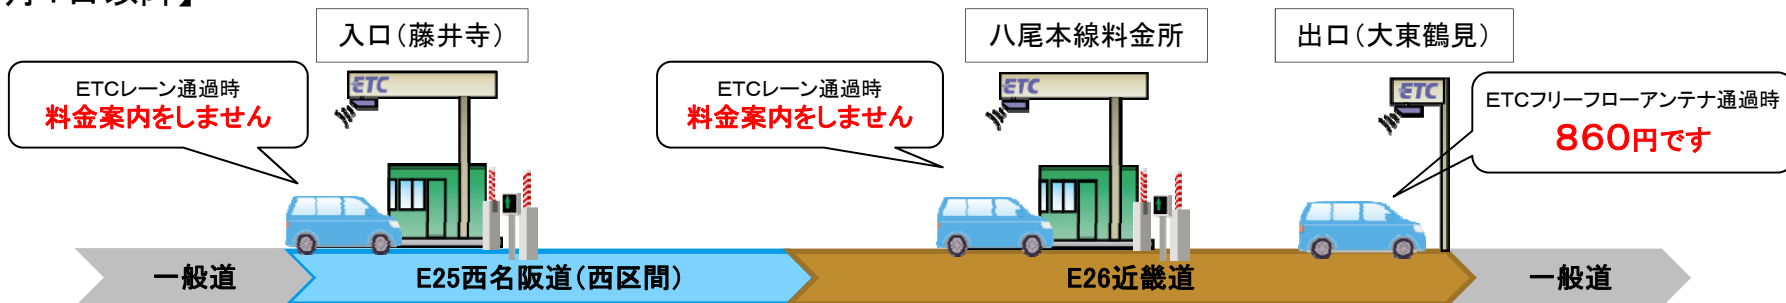 入口(藤井寺)
八尾本線料金所
出口(大東鶴見)
ETCレーン通過時
料金案内をしません
ETC
ETCレーン通過時
料金案内をしません
ETC
ETC
ETCフリーフローアンテナ通過時
860円です
一般道
E25西名阪道(西区間)
E26近畿道
一般道